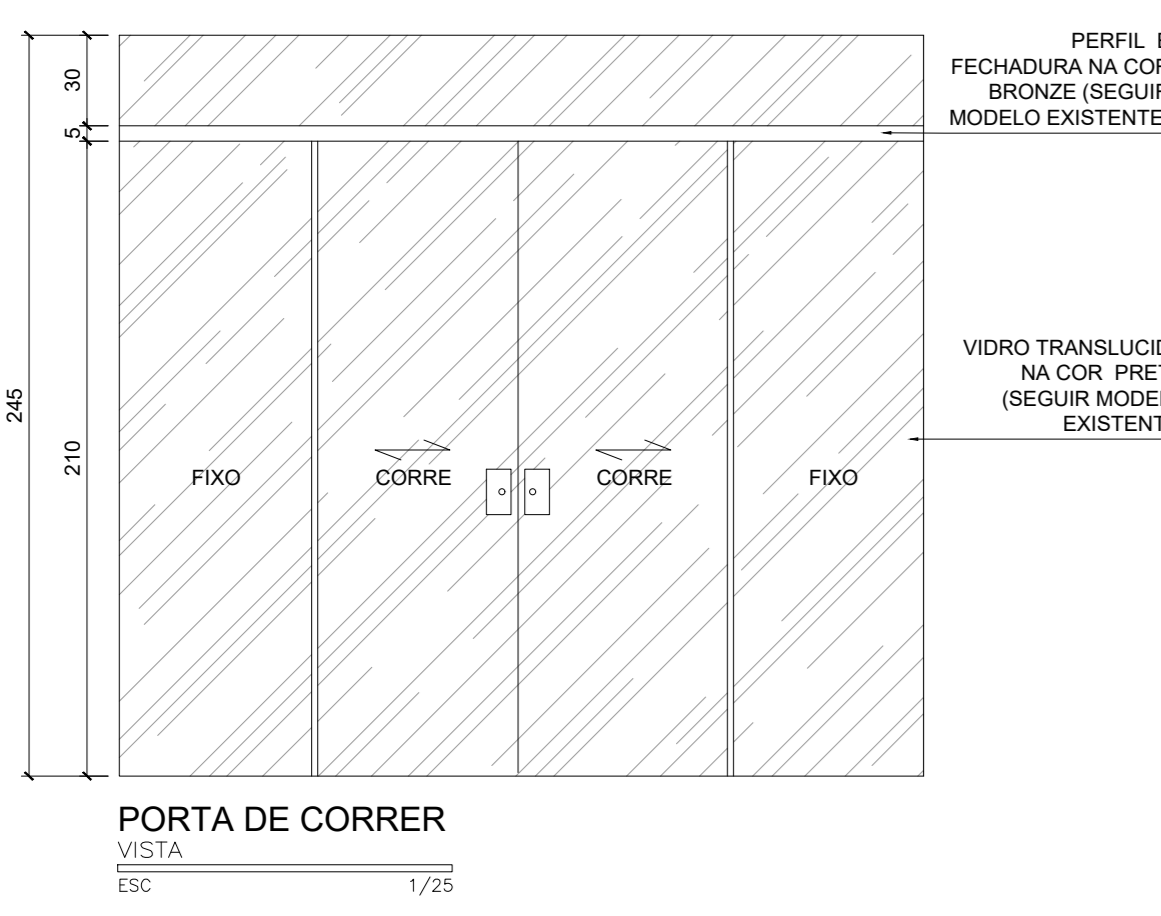 30
5
245
210
PERFIL
FECHADURA NA COR
BRONZE (SEGUIR
MODELO EXISTENTE
VIDRO
NA COR
(SEGUIR
FIXO
CORRE
CORRE
FIXO
PORTA DE CORRER
VISTA
ESC 1/25